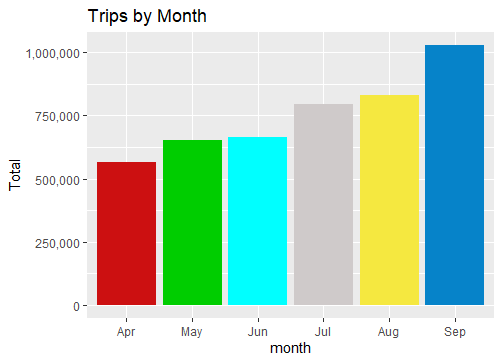 Trips by Month
Total
1,000,000
750,000
500,000
250,000
0
Apr May Jun Jul Aug Sep
month